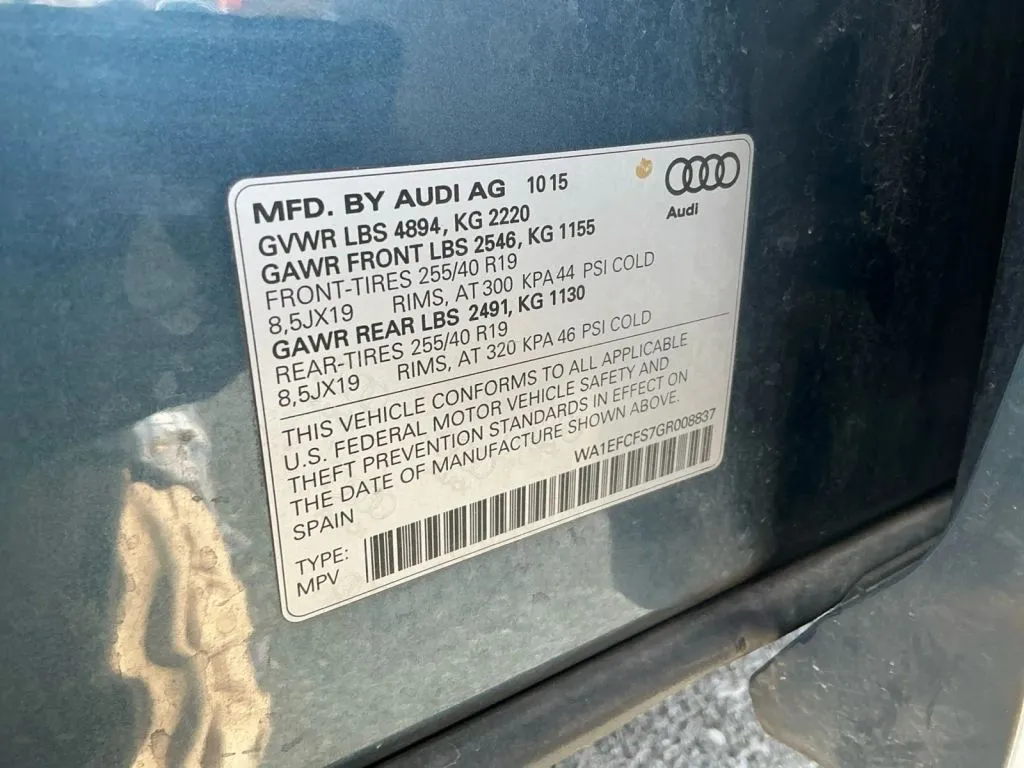 MFD. BY AUDI AG 10 15
GVWR LBS 4894, KG 2220
GAWR FRONT LBS 2546, KG 1155
FRONT-TIRES 255/40 R19
8,5JX19 RIMS, AT 300 KPA 44 PSI COLD
GAWR REAR LBS 2491, KG 1130
REAR-TIRES 255/40 R19
8,5JX19 RIMS, AT 320 KPA 46 PSI COLD
THIS VEHICLE CONFORMS TO ALL APPLICABLE
U.S. FEDERAL MOTOR VEHICLE SAFETY AND
THEFT PREVENTION STANDARDS IN EFFECT ON
THE DATE OF MANUFACTURE SHOWN ABOVE.
SPAIN
WA1EFCFS7GR008837
TYPE:
MPV
Audi